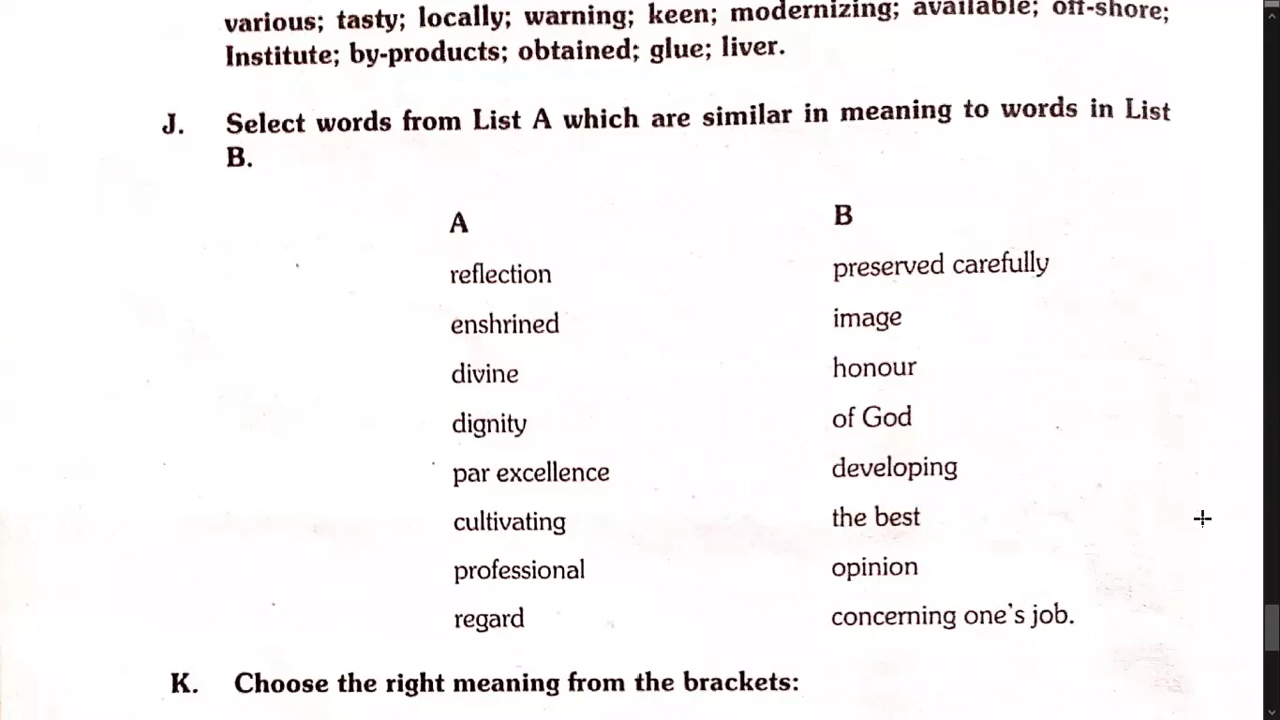 various; tasty; locally; warning; keen; modernizing; available; off-shore;
Institute; by-products; obtained; glue; liver.
J. Select words from List A which are similar in meaning to words in List
B.
A B
reflection preserved carefully
enshrined image
divine honour
dignity of God
par excellence developing
cultivating the best
professional opinion
regard concerning one's job.
K. Choose the right meaning from the brackets: